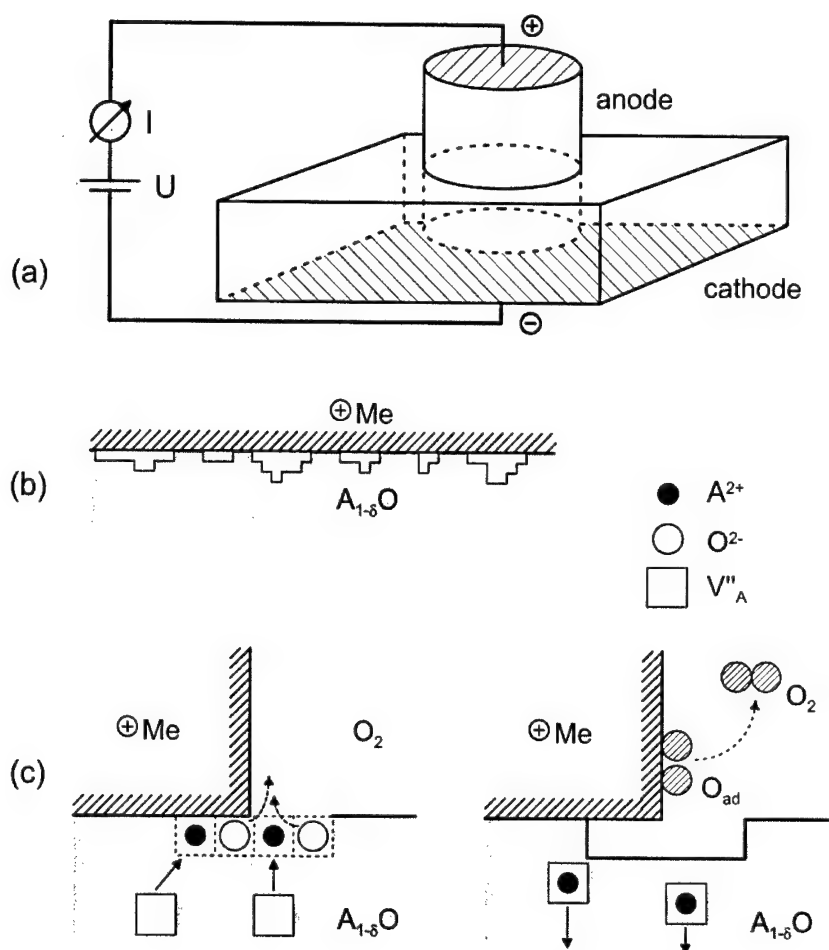 ⊕
anode
I
U
(a)
cathode
⊖
⊕Me
(b)
A₁₋δO
A²⁺
O²⁻
V''A
⊕Me
O₂
(c)
A₁₋δO
⊕Me
O₂
Oad
A₁₋δO